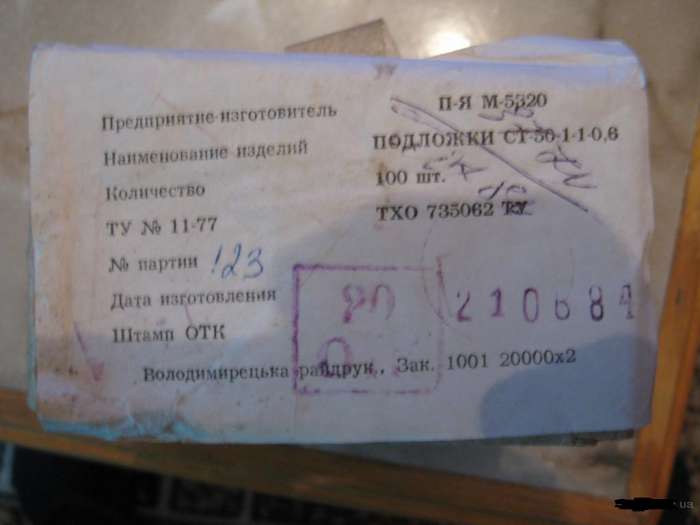 Предприятие-изготовитель П-Я М-5320
Наименование изделий ПОДЛОЖКИ СТ-50-1-1-0,6
Количество 100 шт.
ТУ № 11-77 ТХО 735062 ТУ
№ партии 123
Дата изготовления 210684
Штамп ОТК
Володимирецька райдрук. Зак. 1001 20000х2
ua